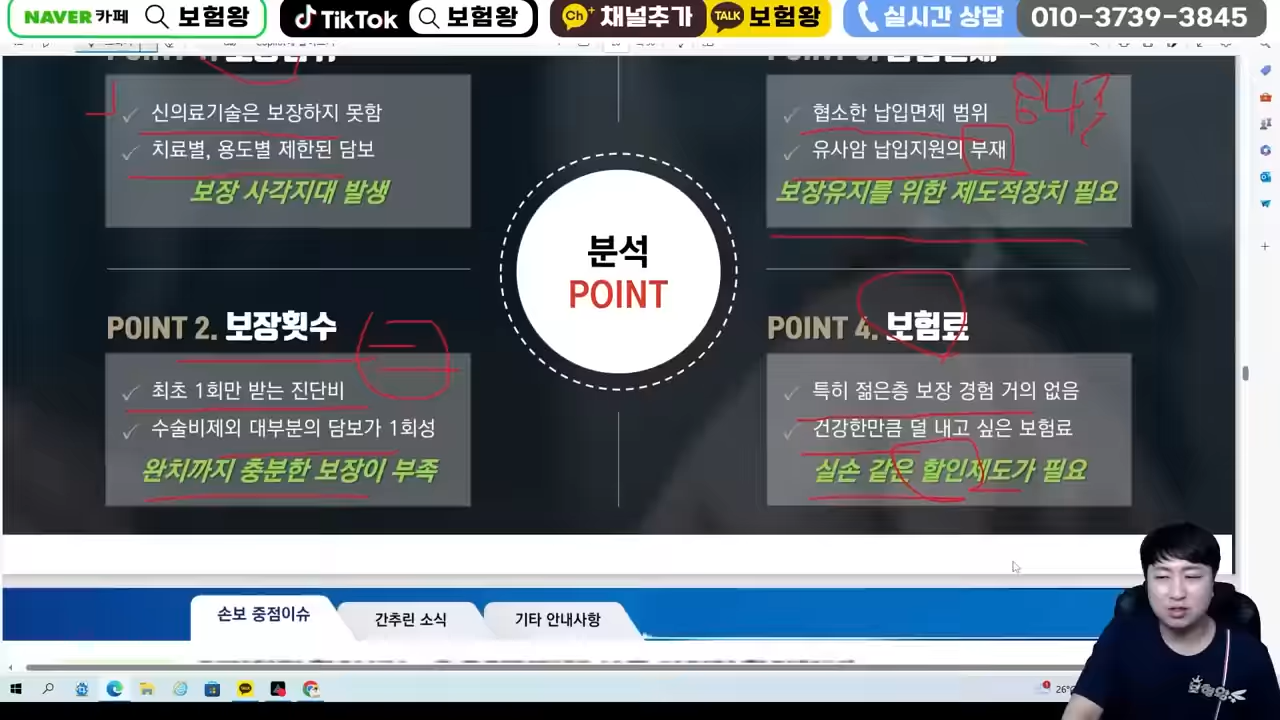 NAVER 카페 보험왕 TikTok 보험왕 Ch+ 채널추가 TALK 보험왕 실시간 상담 010-3739-3845
신의료기술은 보장하지 못함
치료별, 용도별 제한된 담보
보장 사각지대 발생
협소한 납입면제 범위
유사암 납입지원의 부재
보장유지를 위한 제도적장치 필요
분석
POINT
POINT 2. 보장횟수
최초 1회만 받는 진단비
수술비제외 대부분의 담보가 1회성
완치까지 충분한 보장이 부족
POINT 4. 보험료
특히 젊은층 보장 경험 거의 없음
건강한만큼 덜 내고 싶은 보험료
실손 같은 할인제도가 필요
손보 중점이슈 간추린 소식 기타 안내사항
26°C
보험왕